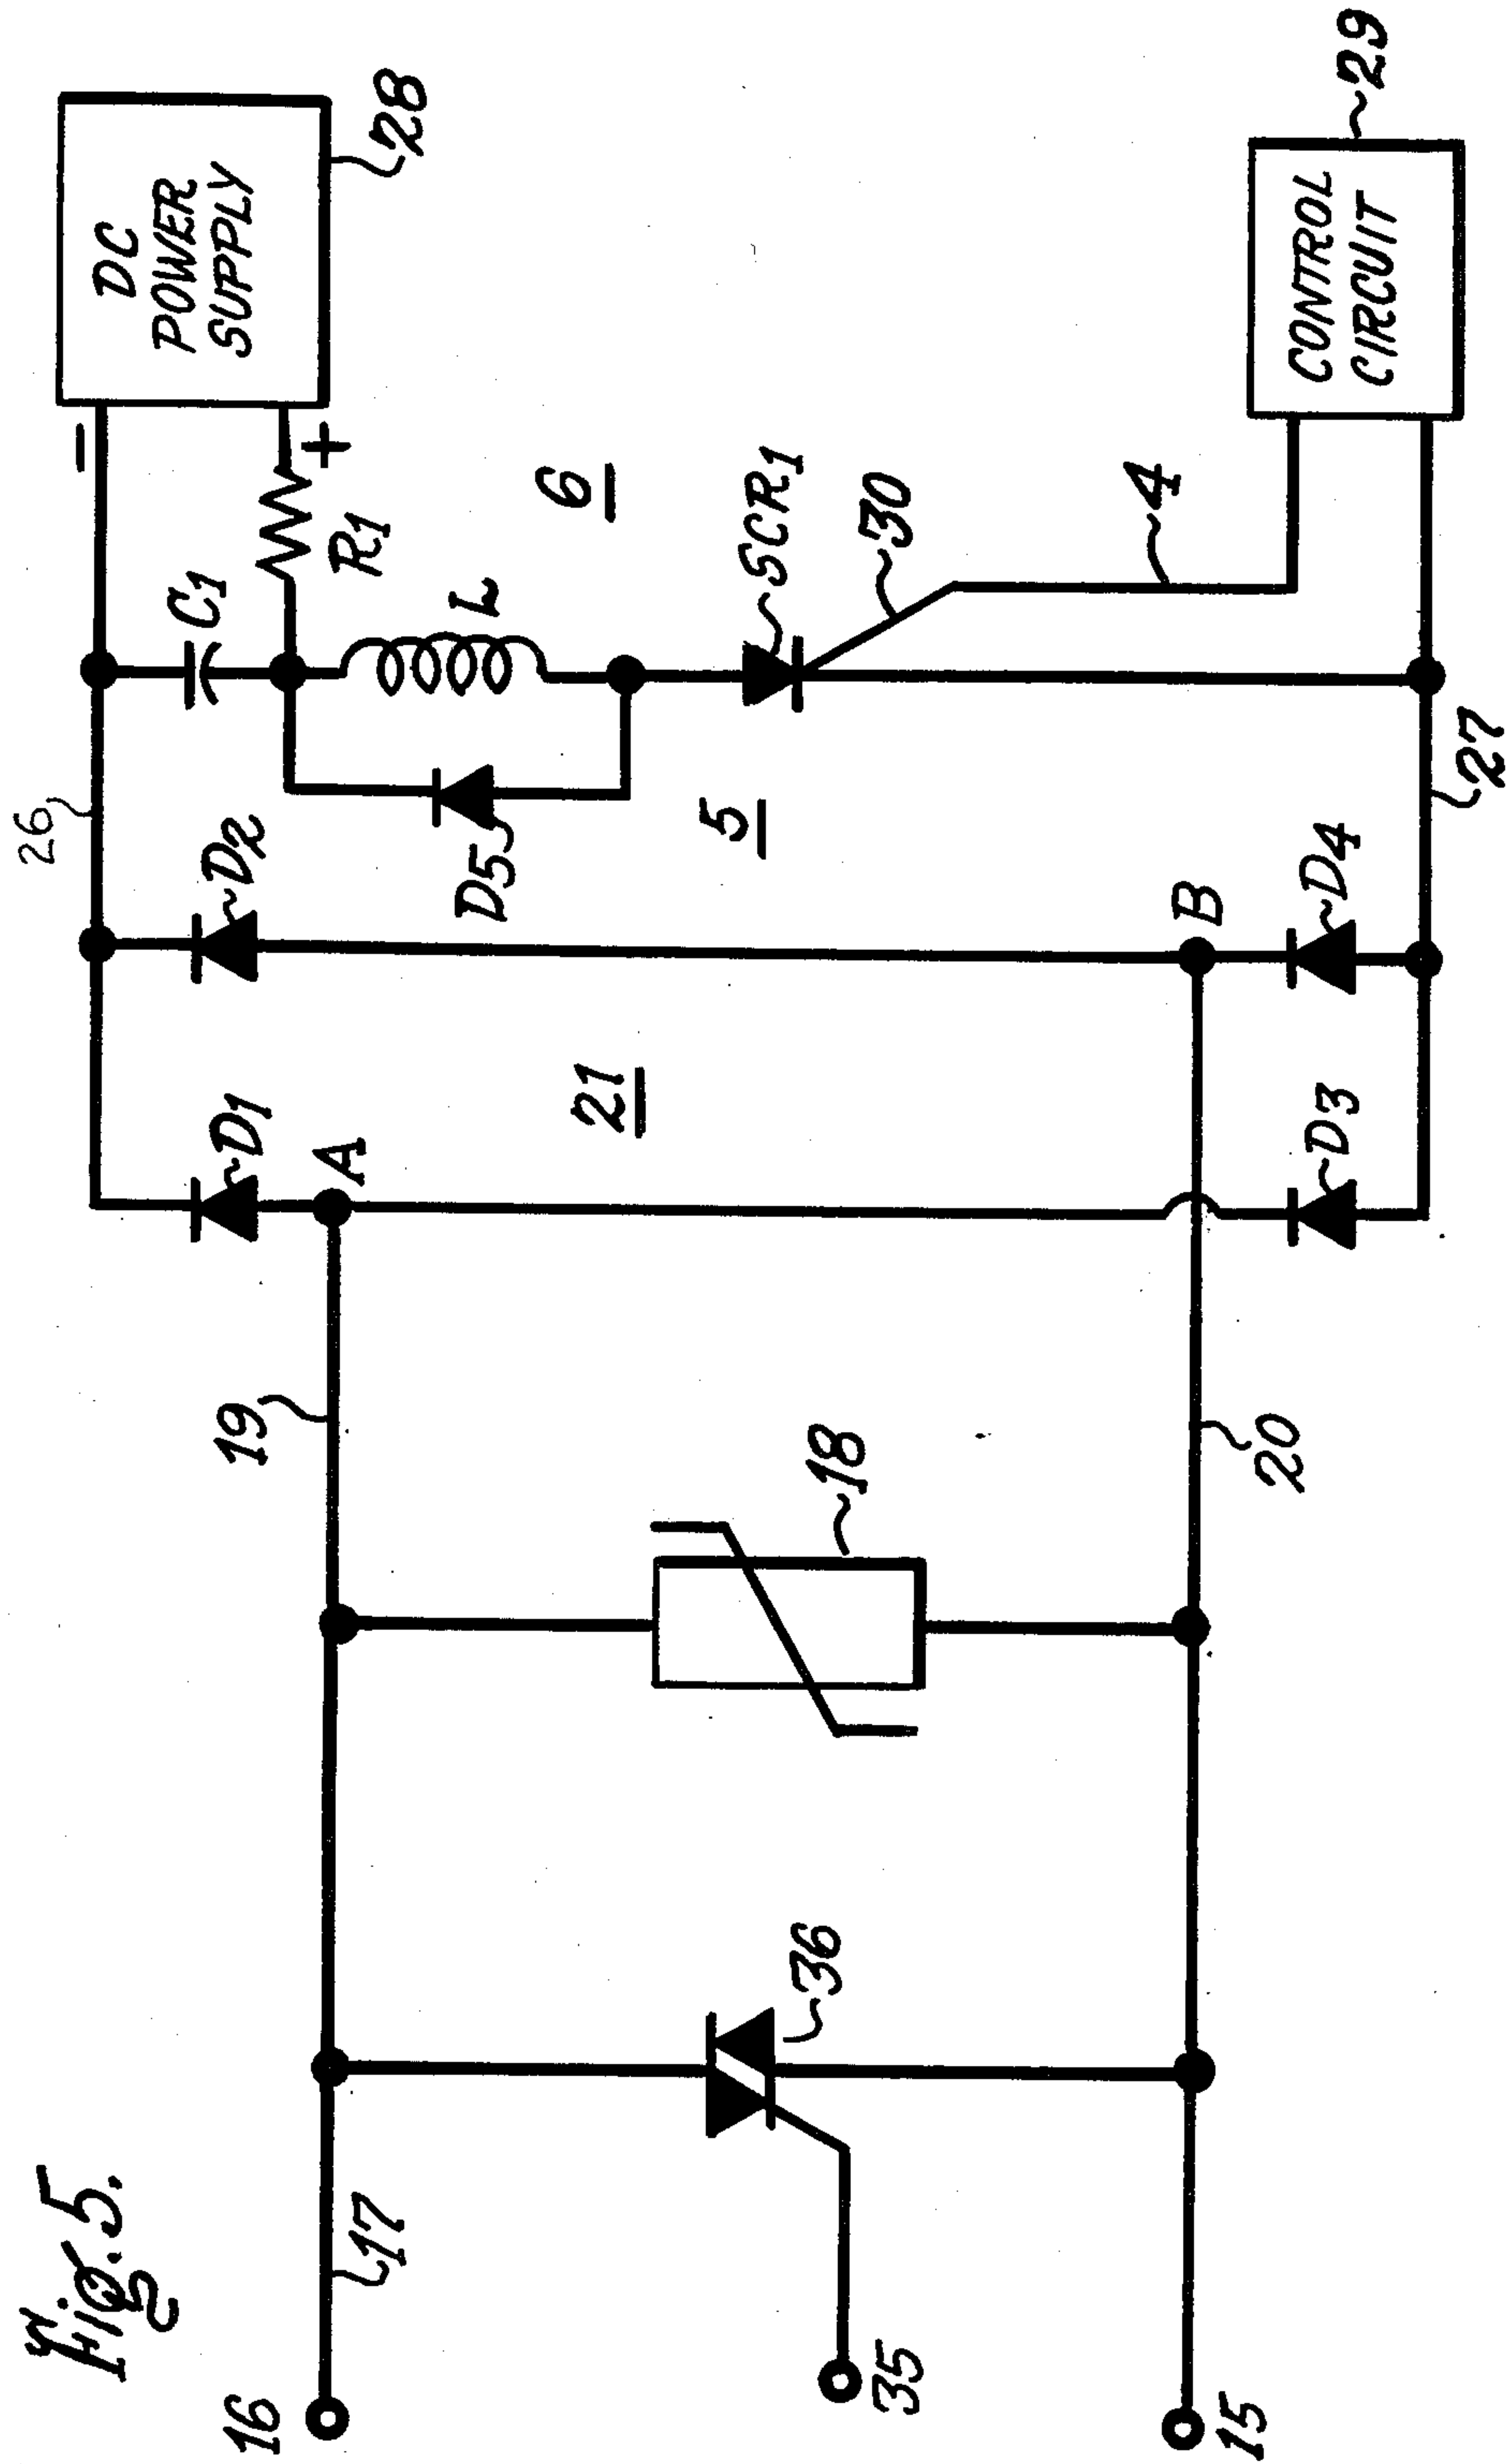 Fig. 5.
16
17
35
15
36
18
19
20
21
A
B
D1
D2
D3
D4
26
27
5
D5
C1
R1
L
6
SCR1
30
4
−
+
DC
POWER
SUPPLY
28
CONTROL
CIRCUIT
29